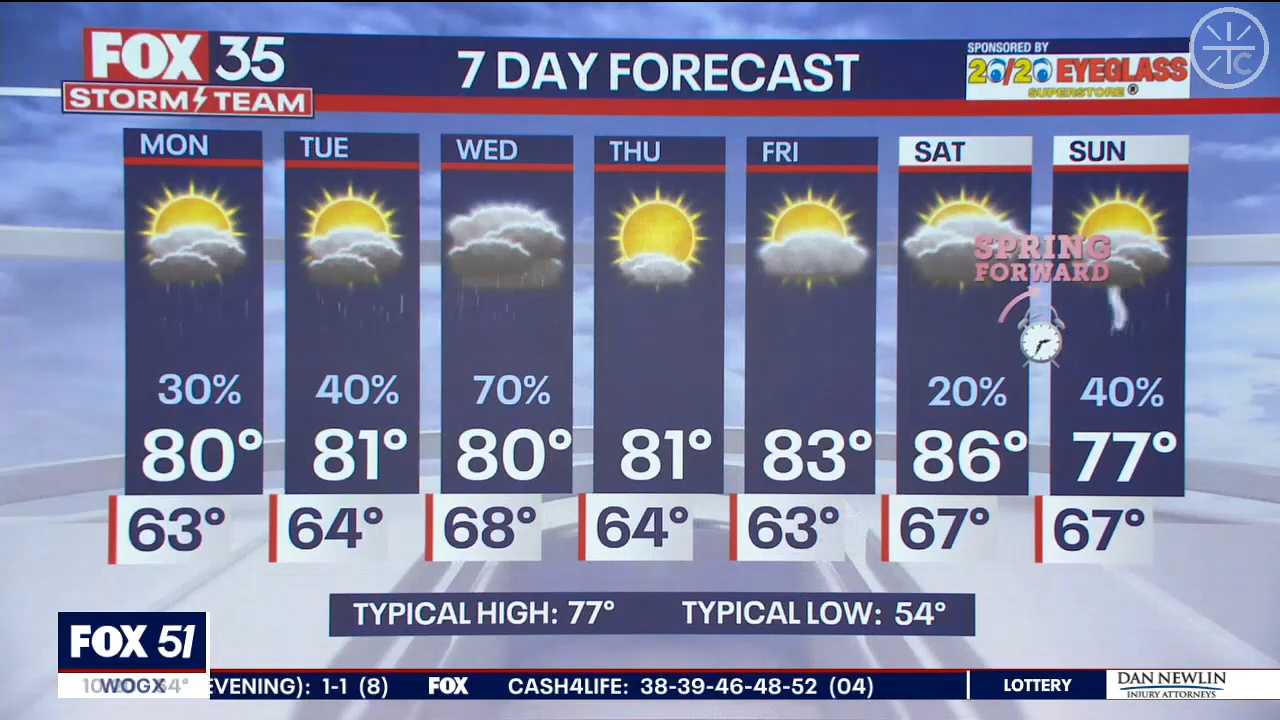 FOX 35
STORM TEAM
7 DAY FORECAST
SPONSORED BY
20/20 EYEGLASS
SUPERSTORE®
C
MON TUE WED THU FRI SAT SUN
SPRING
FORWARD
30% 40% 70% 20% 40%
80° 81° 80° 81° 83° 86° 77°
63° 64° 68° 64° 63° 67° 67°
TYPICAL HIGH: 77° TYPICAL LOW: 54°
FOX 51
WOGX
EVENING): 1-1 (8) FOX CASH4LIFE: 38-39-46-48-52 (04) LOTTERY
DAN NEWLIN
INJURY ATTORNEYS